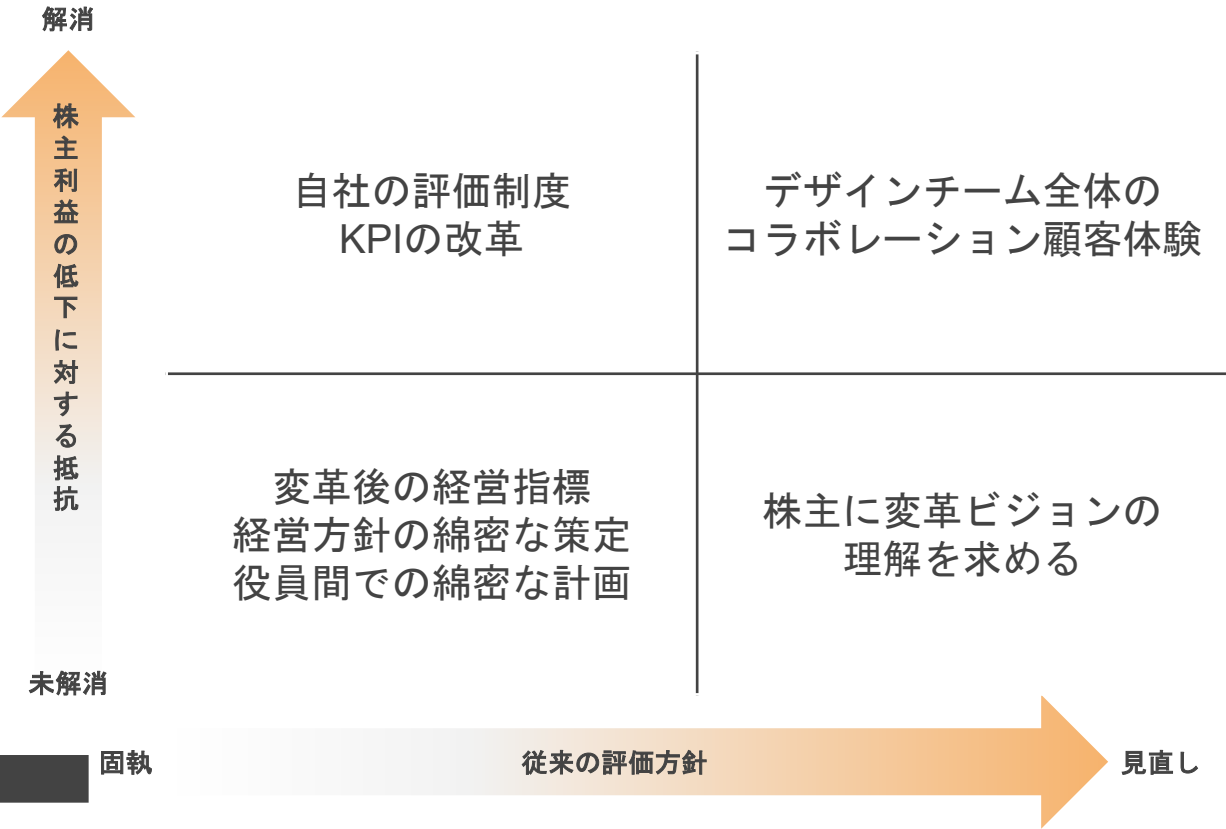 解消
株主利益の低下に対する抵抗
自社の評価制度
KPIの改革
デザインチーム全体の
コラボレーション顧客体験
変革後の経営指標
経営方針の綿密な策定
役員間での綿密な計画
株主に変革ビジョンの
理解を求める
未解消
固執
従来の評価方針
見直し